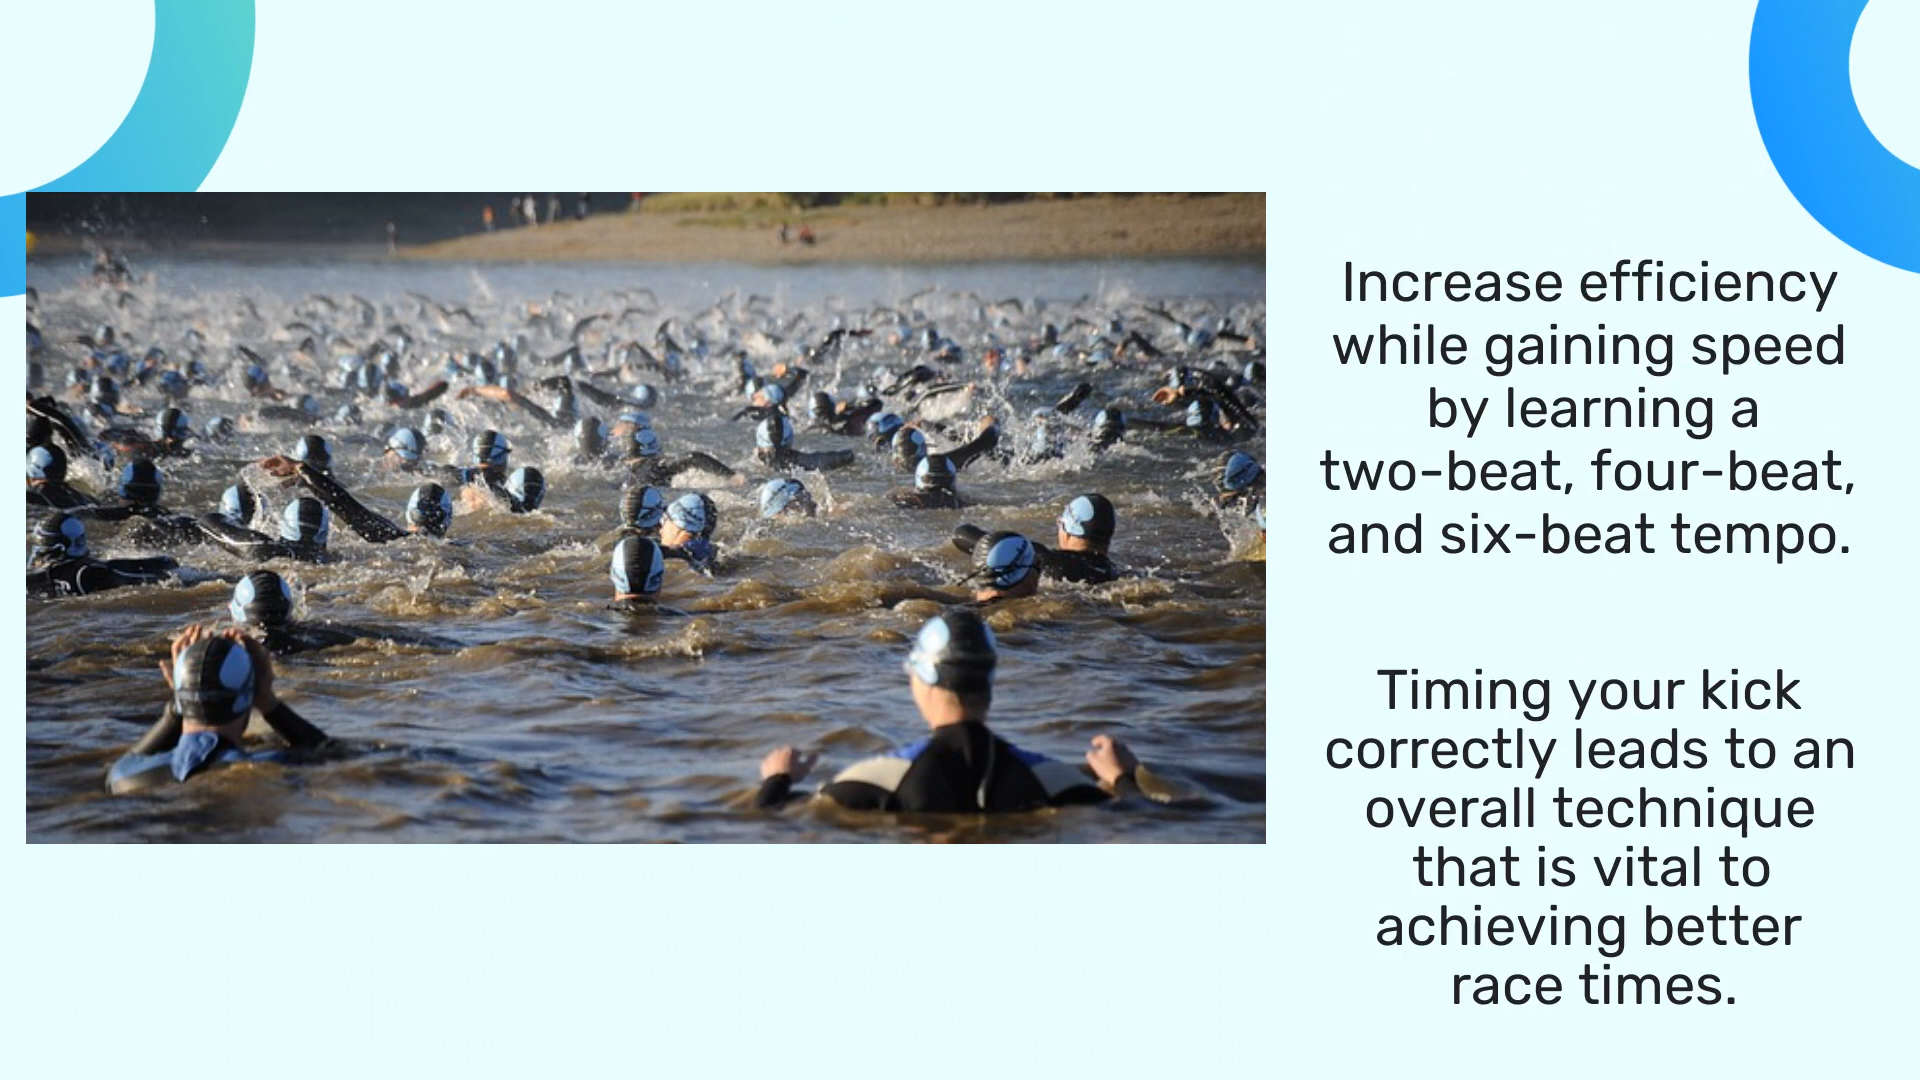 Increase efficiency
while gaining speed
by learning a
two-beat, four-beat,
and six-beat tempo.
Timing your kick
correctly leads to an
overall technique
that is vital to
achieving better
race times.